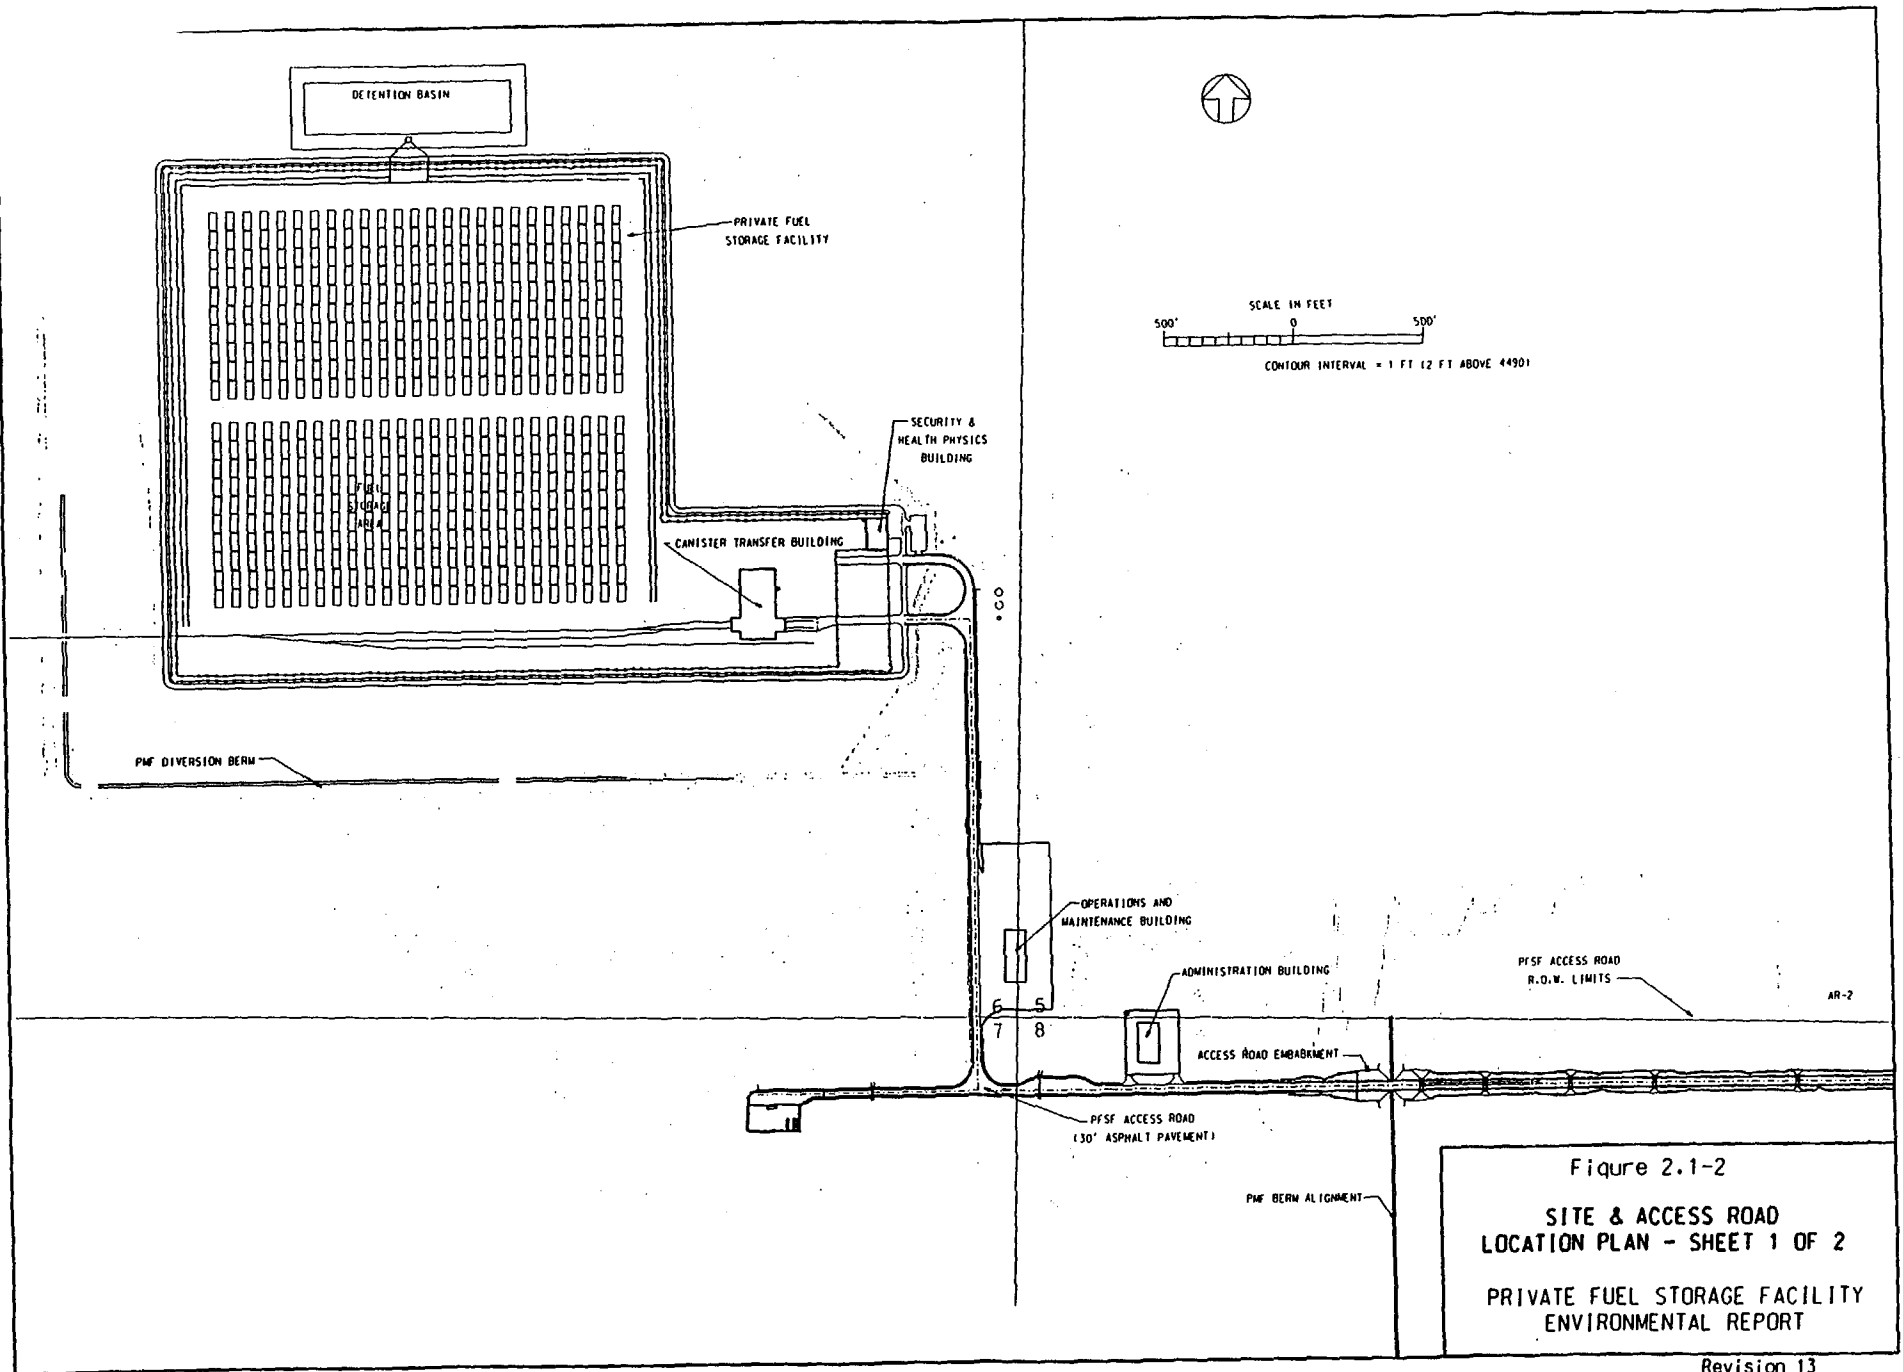 DETENTION BASIN
PRIVATE FUEL
STORAGE FACILITY
SCALE IN FEET
500' 0 500'
CONTOUR INTERVAL = 1 FT (2 FT ABOVE 4490)
SECURITY &
HEALTH PHYSICS
BUILDING
FUEL
STORAGE
AREA
CANISTER TRANSFER BUILDING
PMF DIVERSION BERM
OPERATIONS AND
MAINTENANCE BUILDING
ADMINISTRATION BUILDING
PFSF ACCESS ROAD
R.O.W. LIMITS
AR-2
6 5
7 8
ACCESS ROAD EMBABKMENT
PFSF ACCESS ROAD
(30' ASPHALT PAVEMENT)
PMF BERM ALIGNMENT
Figure 2.1-2
SITE & ACCESS ROAD
LOCATION PLAN - SHEET 1 OF 2
PRIVATE FUEL STORAGE FACILITY
ENVIRONMENTAL REPORT
Revision 13